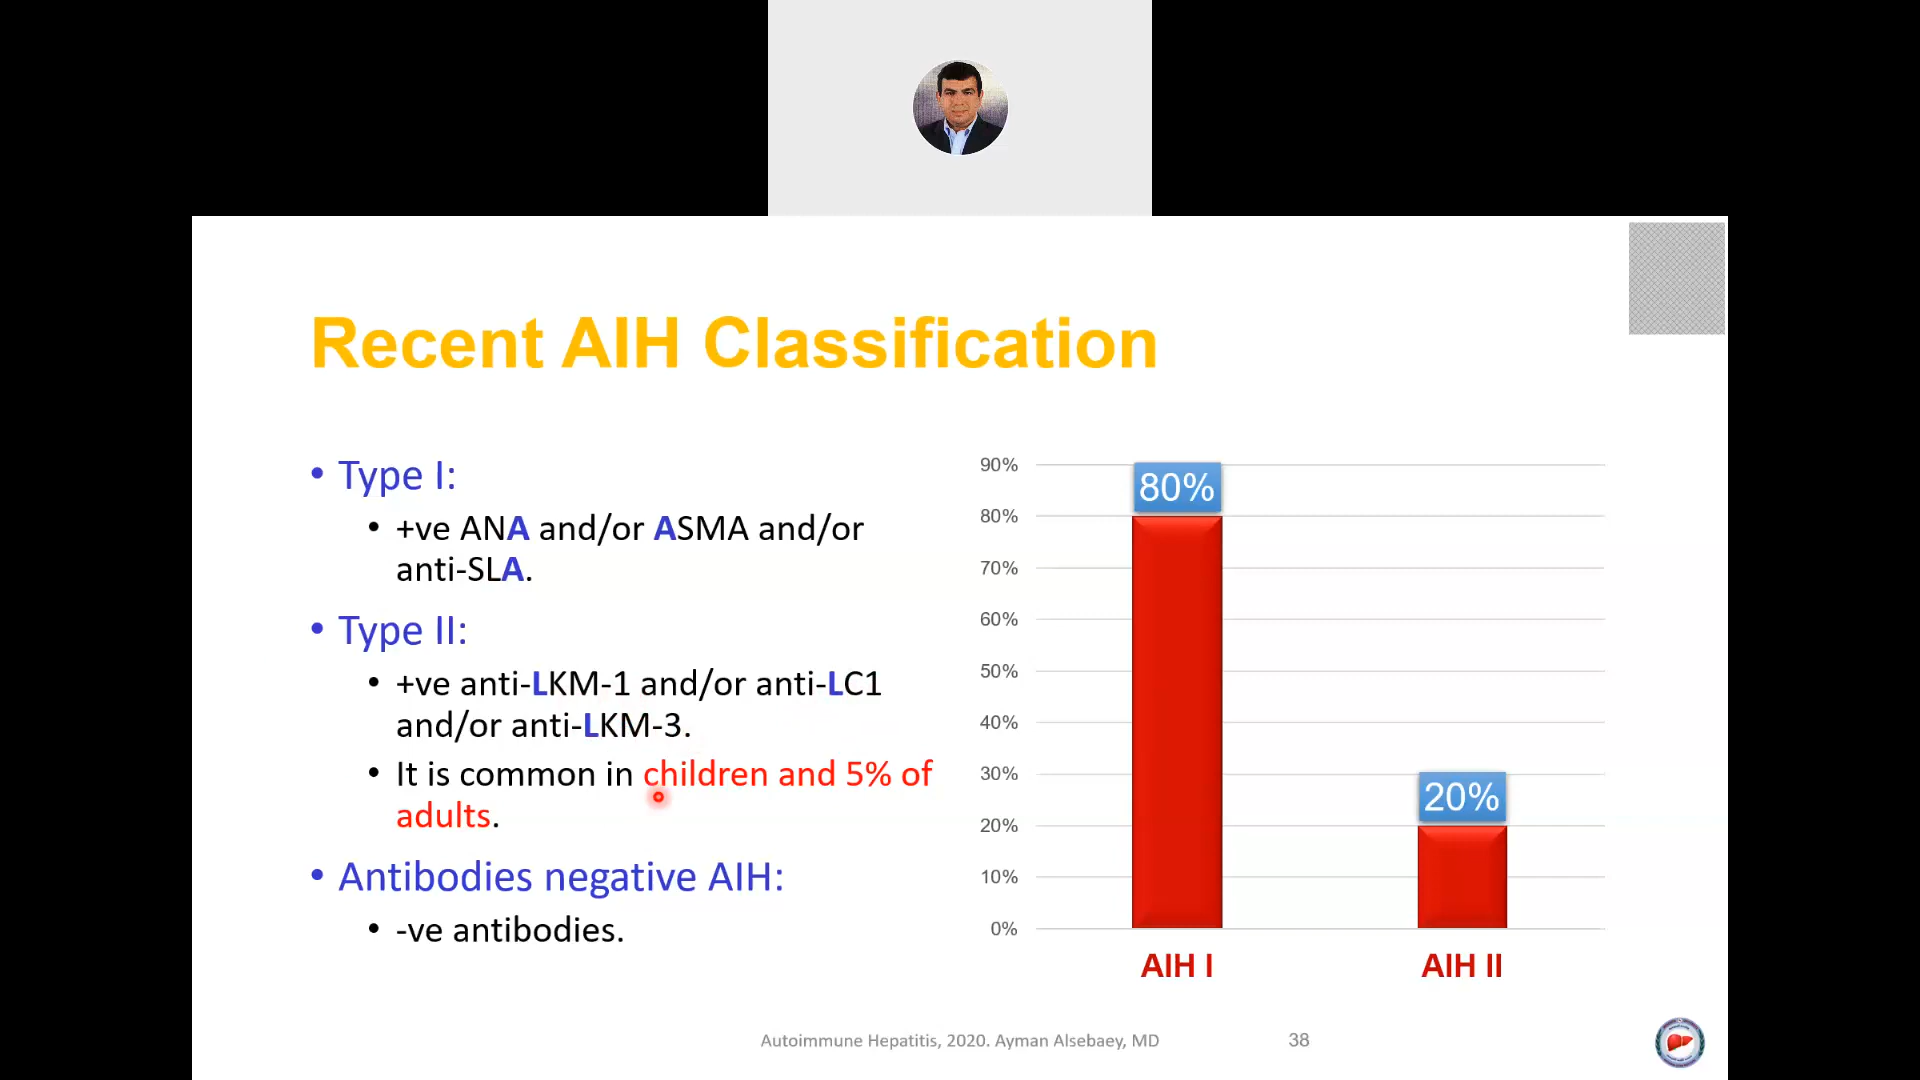 Recent AIH Classification
• Type I:
• +ve ANA and/or ASMA and/or
anti-SLA.
• Type II:
• +ve anti-LKM-1 and/or anti-LC1
and/or anti-LKM-3.
• It is common in children and 5% of
adults.
• Antibodies negative AIH:
• -ve antibodies.
90%
80%
70%
60%
50%
40%
30%
20%
10%
0%
80%
20%
AIH I
AIH II
Autoimmune Hepatitis, 2020. Ayman Alsebaey, MD
38